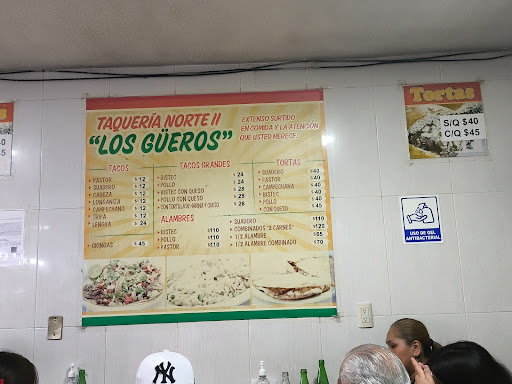 TAQUERÍA NORTE II
"LOS GÜEROS"
EXTENSO SURTIDO
EN COMIDA Y LA ATENCIÓN
QUE USTED MERECE.
TACOS
• PASTOR $ 12
• SUADERO $ 12
• CABEZA $ 12
• LONGANIZA $ 12
• CAMPECHANO $ 12
• TRIPA $ 12
• LENGUA $ 24
• GRINGAS $ 45
TACOS GRANDES
• BISTEC $ 24
• POLLO $ 24
• BISTEC CON QUESO $ 28
• POLLO CON QUESO $ 28
$ 28
ALAMBRES
• BISTEC $110
• POLLO $110
• PASTOR $110
• SUADERO $110
• COMBINADOS "2 CARNES" $120
• 1/2 ALAMBRE $65
• 1/2 ALAMBRE COMBINADO $70
TORTAS
• SUADERO $40
• PASTOR $40
• CAMPECHANA $40
• BISTEC $40
• POLLO $40
• CON QUESO $45
Tortas
S/Q $40
C/Q $45
USO DE GEL
ANTIBACTERIAL
NY